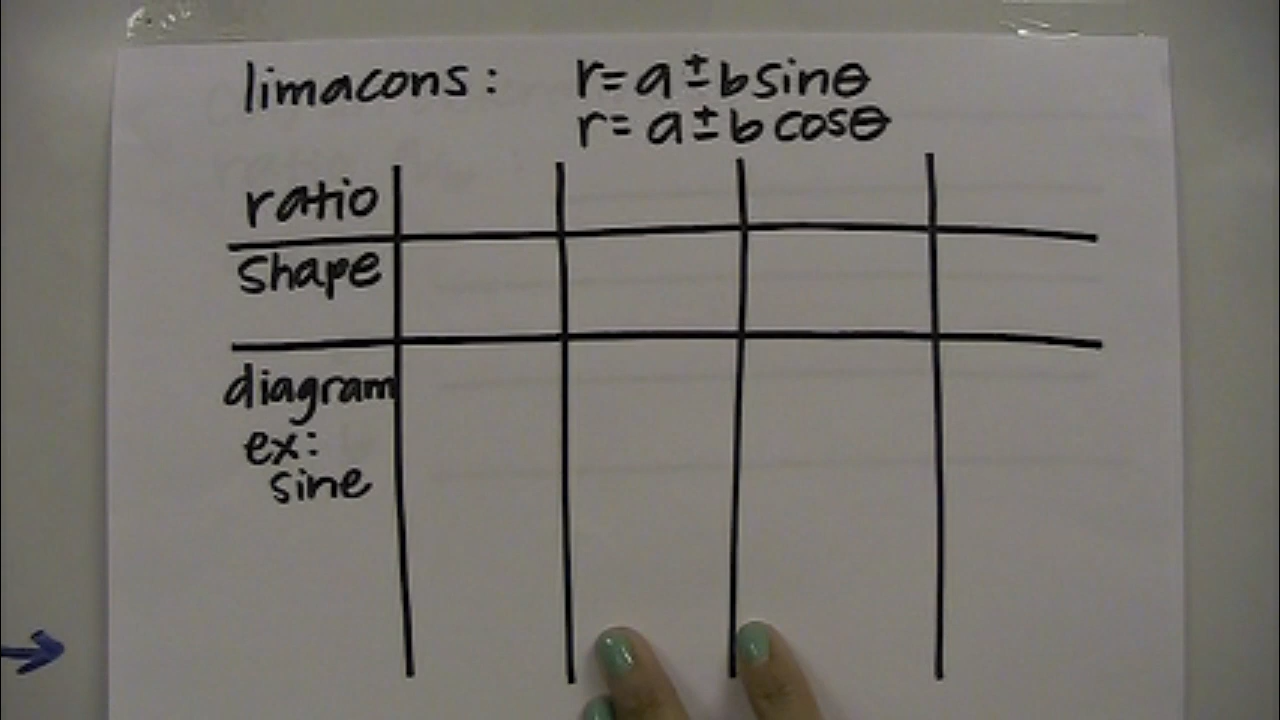 limacons: r=a±bsinθ
r=a±bcosθ
ratio
shape
diagram
ex:
sine